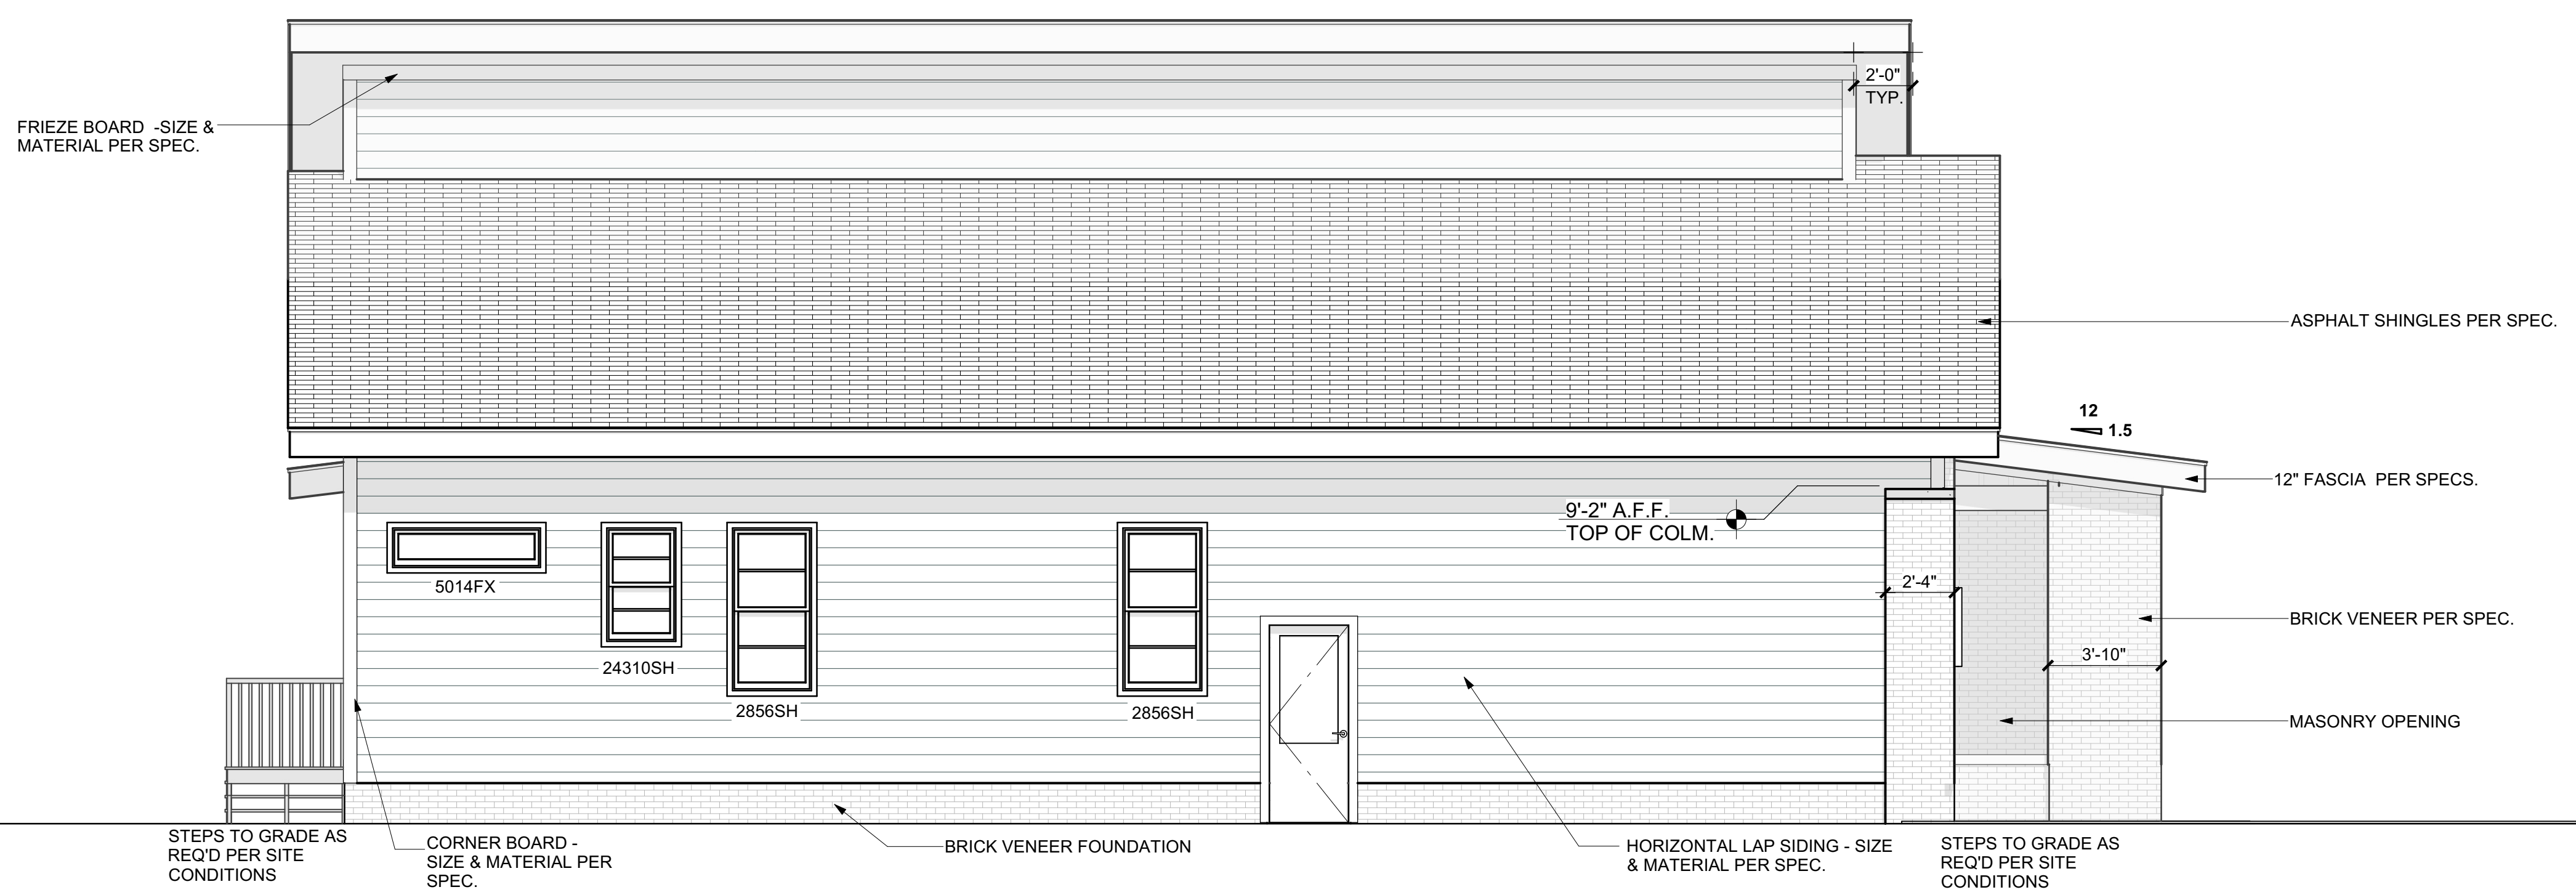 2'-0"
TYP.
FRIEZE BOARD -SIZE &
MATERIAL PER SPEC.
ASPHALT SHINGLES PER SPEC.
12
1.5
12" FASCIA PER SPECS.
9'-2" A.F.F.
TOP OF COLM.
5014FX
2'-4"
BRICK VENEER PER SPEC.
24310SH
3'-10"
2856SH
2856SH
MASONRY OPENING
STEPS TO GRADE AS
REQ'D PER SITE
CONDITIONS
CORNER BOARD -
SIZE & MATERIAL PER
SPEC.
BRICK VENEER FOUNDATION
HORIZONTAL LAP SIDING - SIZE
& MATERIAL PER SPEC.
STEPS TO GRADE AS
REQ'D PER SITE
CONDITIONS